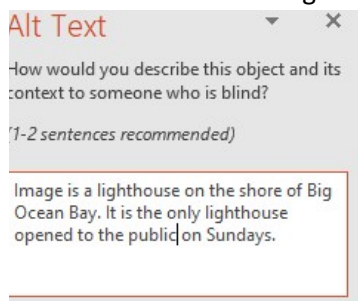 Alt Text
How would you describe this object and its
context to someone who is blind?
(1-2 sentences recommended)
Image is a lighthouse on the shore of Big
Ocean Bay. It is the only lighthouse
opened to the public on Sundays.